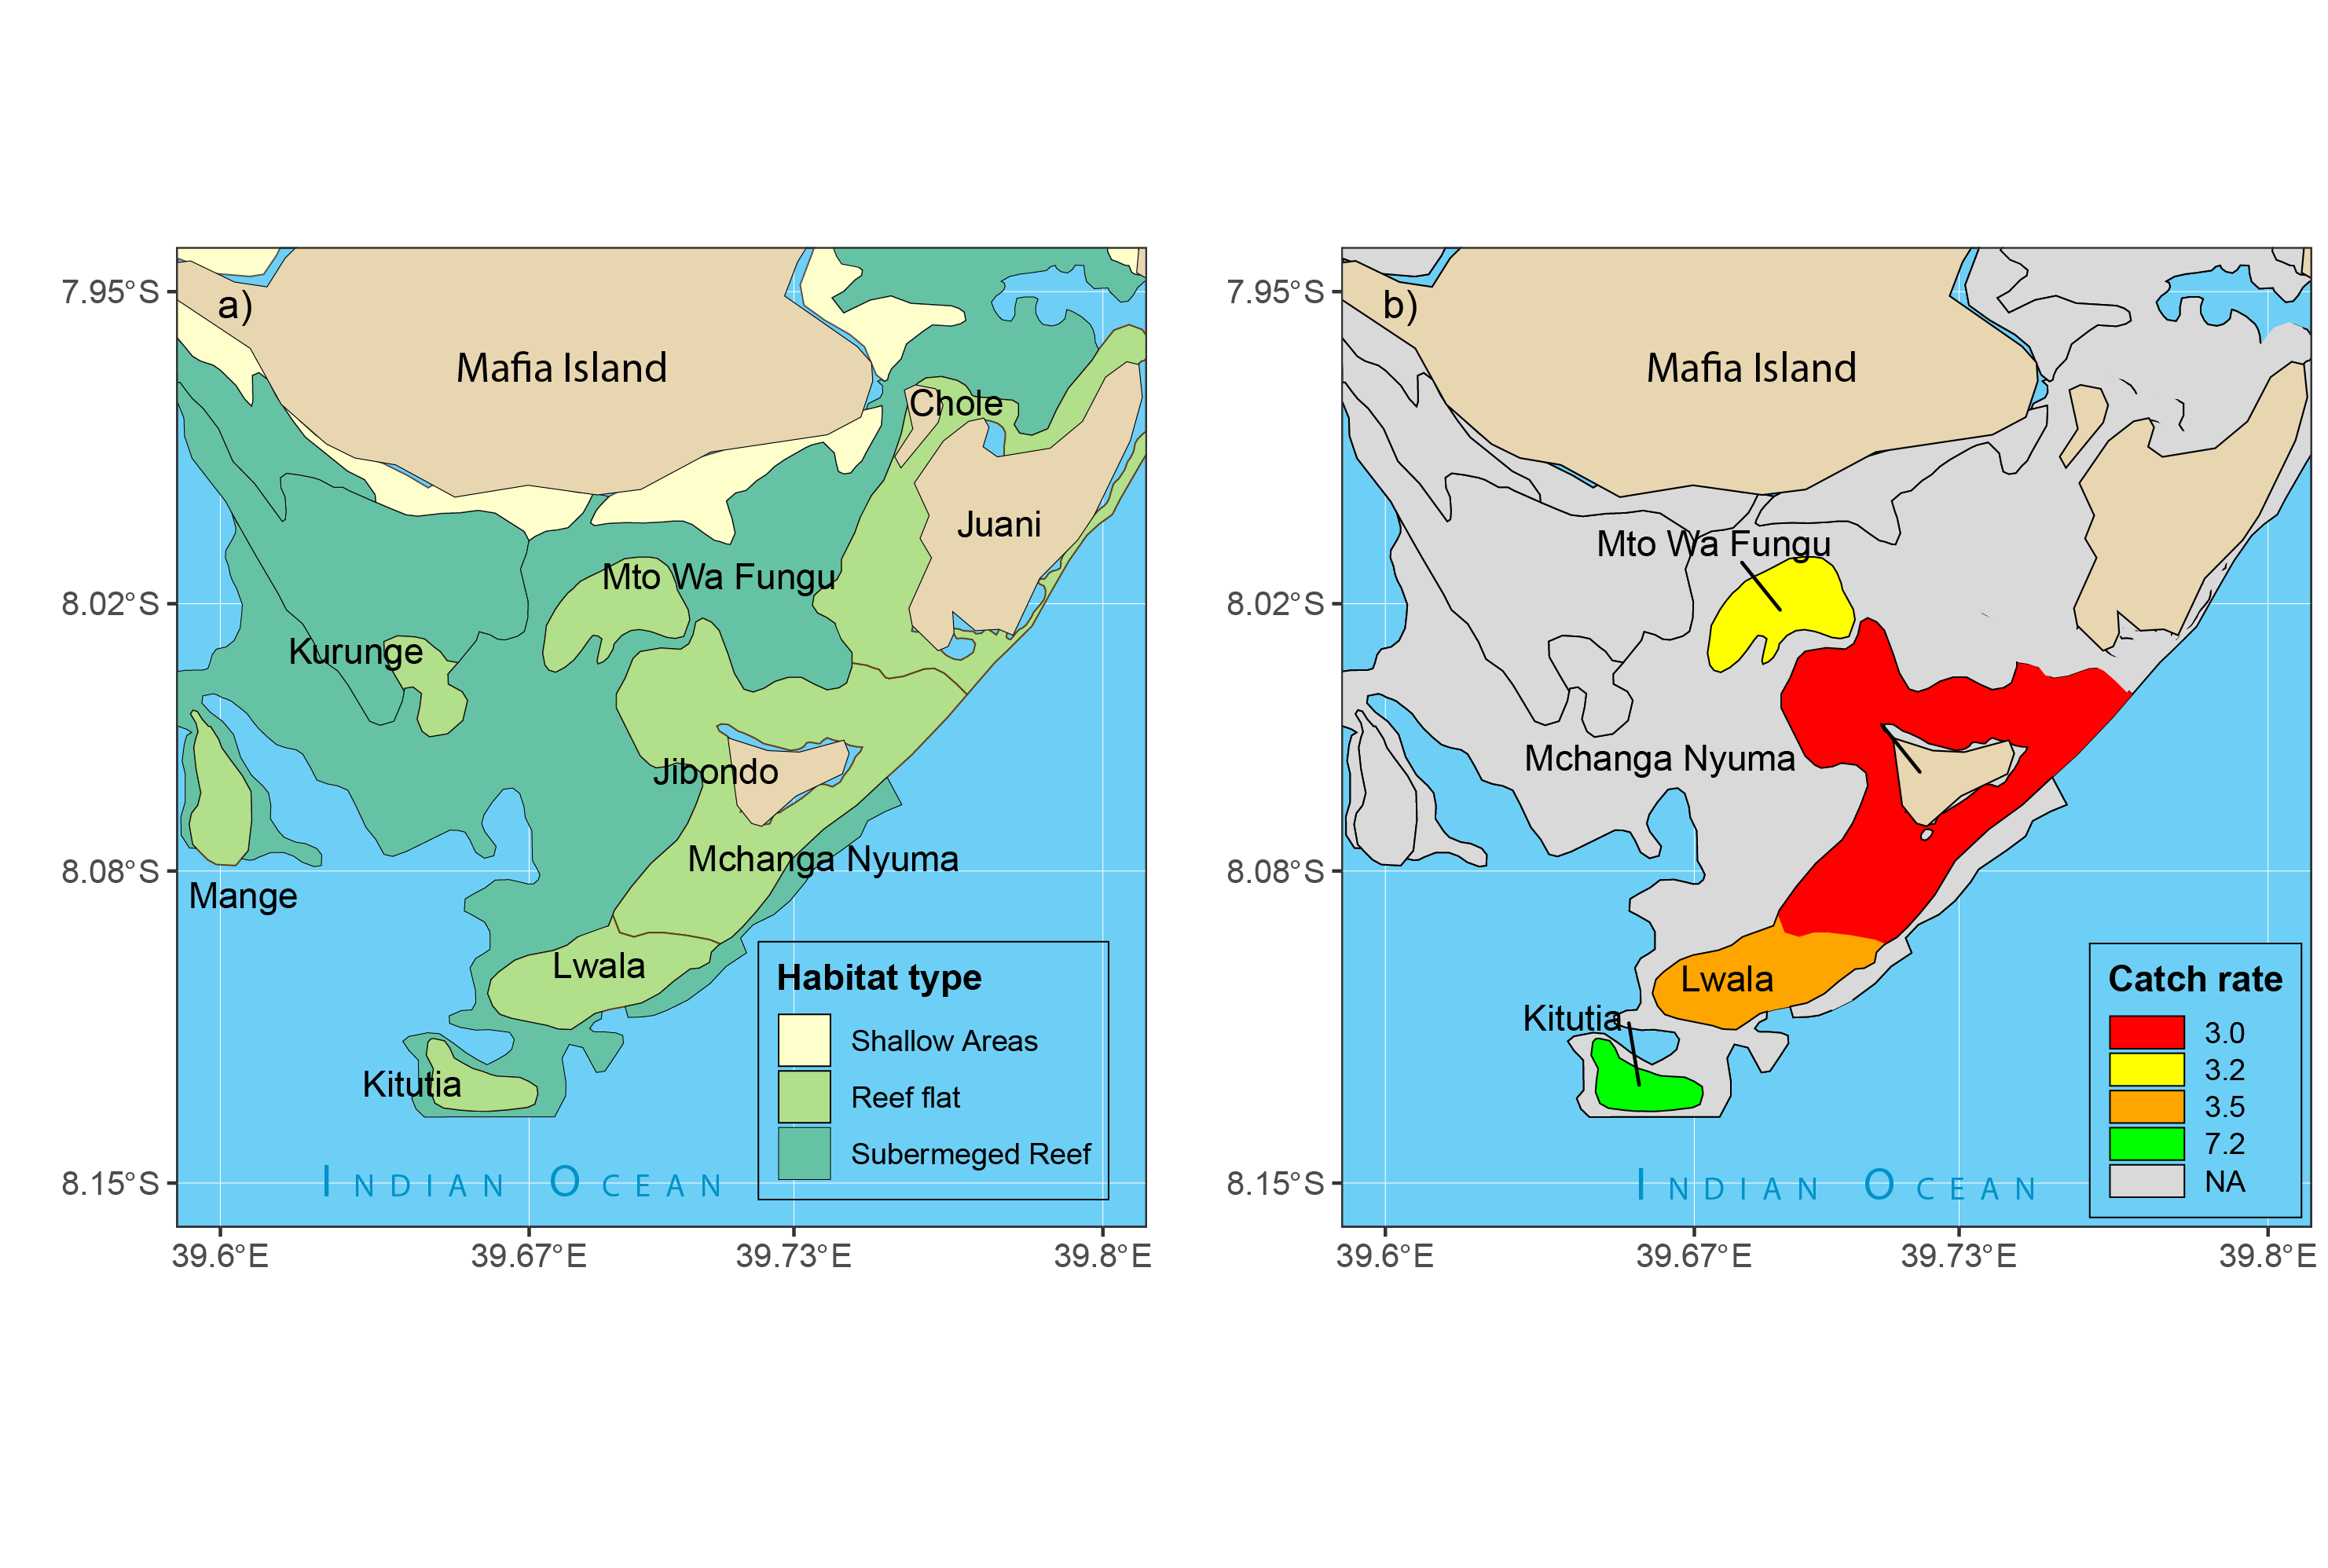 a)
7.95°S
8.02°S
8.08°S
8.15°S
Mafia Island
Chole
Juani
Mto Wa Fungu
Kurunge
Jibondo
Mchanga Nyuma
Mange
Lwala
Kitutia
INDIAN OCEAN
Habitat type
Shallow Areas
Reef flat
Subermeged Reef
39.6°E
39.67°E
39.73°E
39.8°E
b)
7.95°S
8.02°S
8.08°S
8.15°S
Mafia Island
Mto Wa Fungu
Mchanga Nyuma
Lwala
Kitutia
INDIAN OCEAN
Catch rate
3.0
3.2
3.5
7.2
NA
39.6°E
39.67°E
39.73°E
39.8°E